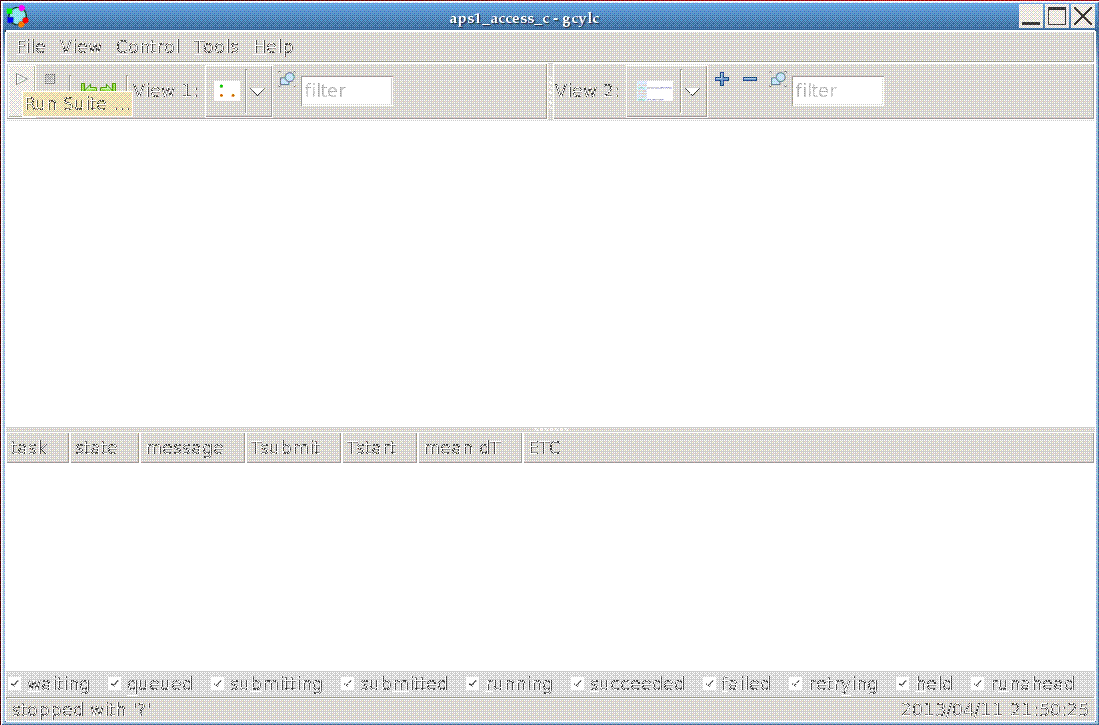 aps1_access_c - gcylc
File View Control Tools Help
View 1: filter View 2: filter
Run Suite ...
task state message Tsubmit Tstart mean dT ETC
waiting queued submitting submitted running succeeded failed retrying held runahead
stopped with '?' 2013/04/11 21:50:25